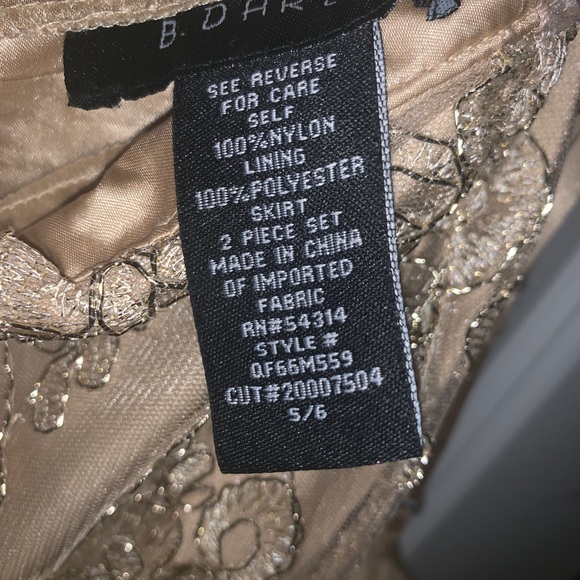 B. DARL
SEE REVERSE
FOR CARE
SELF
100%NYLON
LINING
100%POLYESTER
SKIRT
2 PIECE SET
MADE IN CHINA
OF IMPORTED
FABRIC
RN#54314
STYLE #
QF66M559
CUT#20007504
5/6